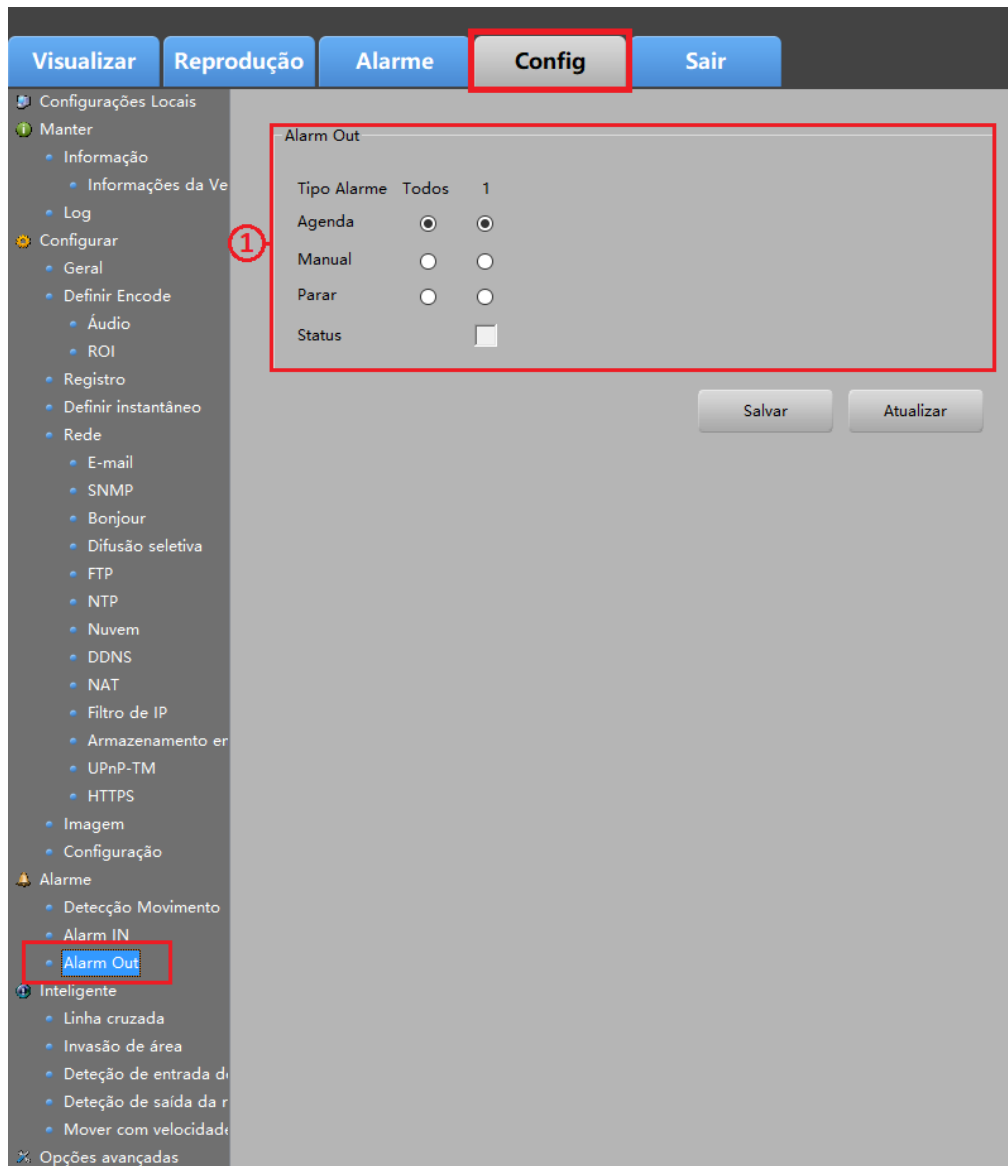 Visualizar Reprodução Alarme Config Sair
Configurações Locais
Manter
Informação
Informações da Ve
Log
Configurar
Geral
Definir Encode
Áudio
ROI
Registro
Definir instantâneo
Rede
E-mail
SNMP
Bonjour
Difusão seletiva
FTP
NTP
Nuvem
DDNS
NAT
Filtro de IP
Armazenamento er
UPnP-TM
HTTPS
Imagem
Configuração
Alarme
Detecção Movimento
Alarm IN
Alarm Out
Inteligente
Linha cruzada
Invasão de área
Deteção de entrada de
Deteção de saída da r
Mover com velocidade
Opções avançadas
1
Alarm Out
Tipo Alarme Todos 1
Agenda
Manual
Parar
Status
Salvar Atualizar